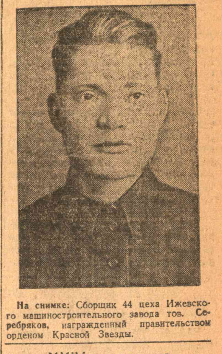 На снимке: Сборщик 44 цеха Ижевско-
го машиностроительного завода тов. Се-
ребряков, награжденный правительством
орденом Красной Звезды.